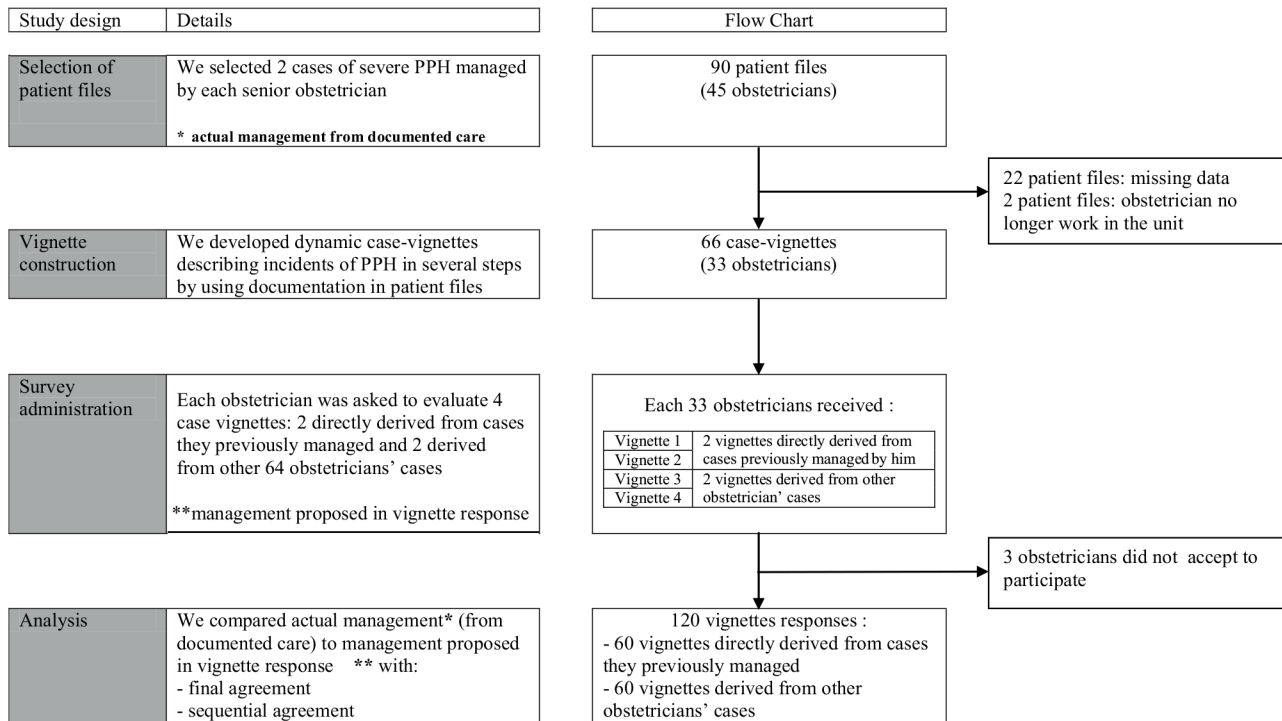 Study design
Details
Flow Chart
Selection of
patient files
We selected 2 cases of severe PPH managed
by each senior obstetrician
* actual management from documented care
90 patient files
(45 obstetricians)
22 patient files: missing data
2 patient files: obstetrician no
longer work in the unit
Vignette
construction
We developed dynamic case-vignettes
describing incidents of PPH in several steps
by using documentation in patient files
66 case-vignettes
(33 obstetricians)
Survey
administration
Each obstetrician was asked to evaluate 4
case vignettes: 2 directly derived from cases
they previously managed and 2 derived
from other 64 obstetricians’ cases
**management proposed in vignette response
Each 33 obstetricians received :
Vignette 1
Vignette 2
2 vignettes directly derived from
cases previously managed by him
Vignette 3
Vignette 4
2 vignettes derived from other
obstetrician’ cases
3 obstetricians did not accept to
participate
Analysis
We compared actual management* (from
documented care) to management proposed
in vignette response ** with:
- final agreement
- sequential agreement
120 vignettes responses :
- 60 vignettes directly derived from cases
they previously managed
- 60 vignettes derived from other
obstetricians’ cases